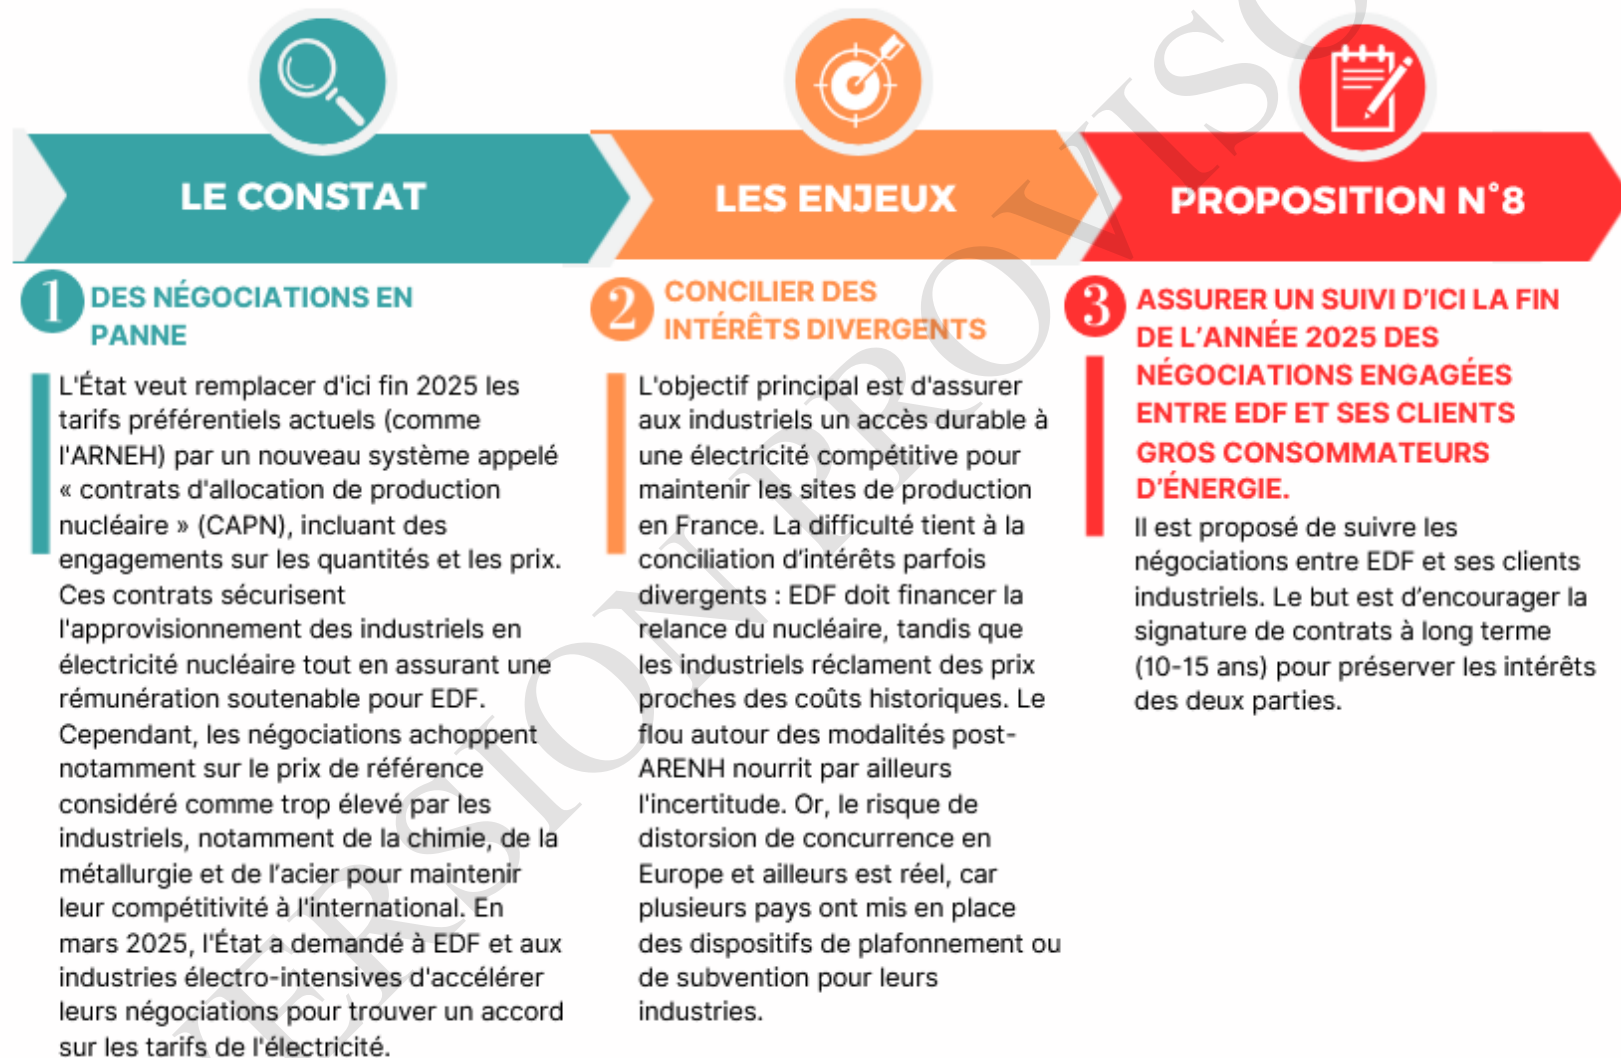 LE CONSTAT
LES ENJEUX
PROPOSITION N°8
1 DES NÉGOCIATIONS EN
PANNE
L'État veut remplacer d'ici fin 2025 les
tarifs préférentiels actuels (comme
l'ARNEH) par un nouveau système appelé
« contrats d'allocation de production
nucléaire » (CAPN), incluant des
engagements sur les quantités et les prix.
Ces contrats sécurisent
l'approvisionnement des industriels en
électricité nucléaire tout en assurant une
rémunération soutenable pour EDF.
Cependant, les négociations achoppent
notamment sur le prix de référence
considéré comme trop élevé par les
industriels, notamment de la chimie, de la
métallurgie et de l'acier pour maintenir
leur compétitivité à l'international. En
mars 2025, l'État a demandé à EDF et aux
industries électro-intensives d'accélérer
leurs négociations pour trouver un accord
sur les tarifs de l'électricité.
2 CONCILIER DES
INTÉRÊTS DIVERGENTS
L'objectif principal est d'assurer
aux industriels un accès durable à
une électricité compétitive pour
maintenir les sites de production
en France. La difficulté tient à la
conciliation d'intérêts parfois
divergents : EDF doit financer la
relance du nucléaire, tandis que
les industriels réclament des prix
proches des coûts historiques. Le
flou autour des modalités post-
ARENH nourrit par ailleurs
l'incertitude. Or, le risque de
distorsion de concurrence en
Europe et ailleurs est réel, car
plusieurs pays ont mis en place
des dispositifs de plafonnement ou
de subvention pour leurs
industries.
3 ASSURER UN SUIVI D'ICI LA FIN
DE L'ANNÉE 2025 DES
NÉGOCIATIONS ENGAGÉES
ENTRE EDF ET SES CLIENTS
GROS CONSOMMATEURS
D'ÉNERGIE.
Il est proposé de suivre les
négociations entre EDF et ses clients
industriels. Le but est d'encourager la
signature de contrats à long terme
(10-15 ans) pour préserver les intérêts
des deux parties.
VERSION PROVISO